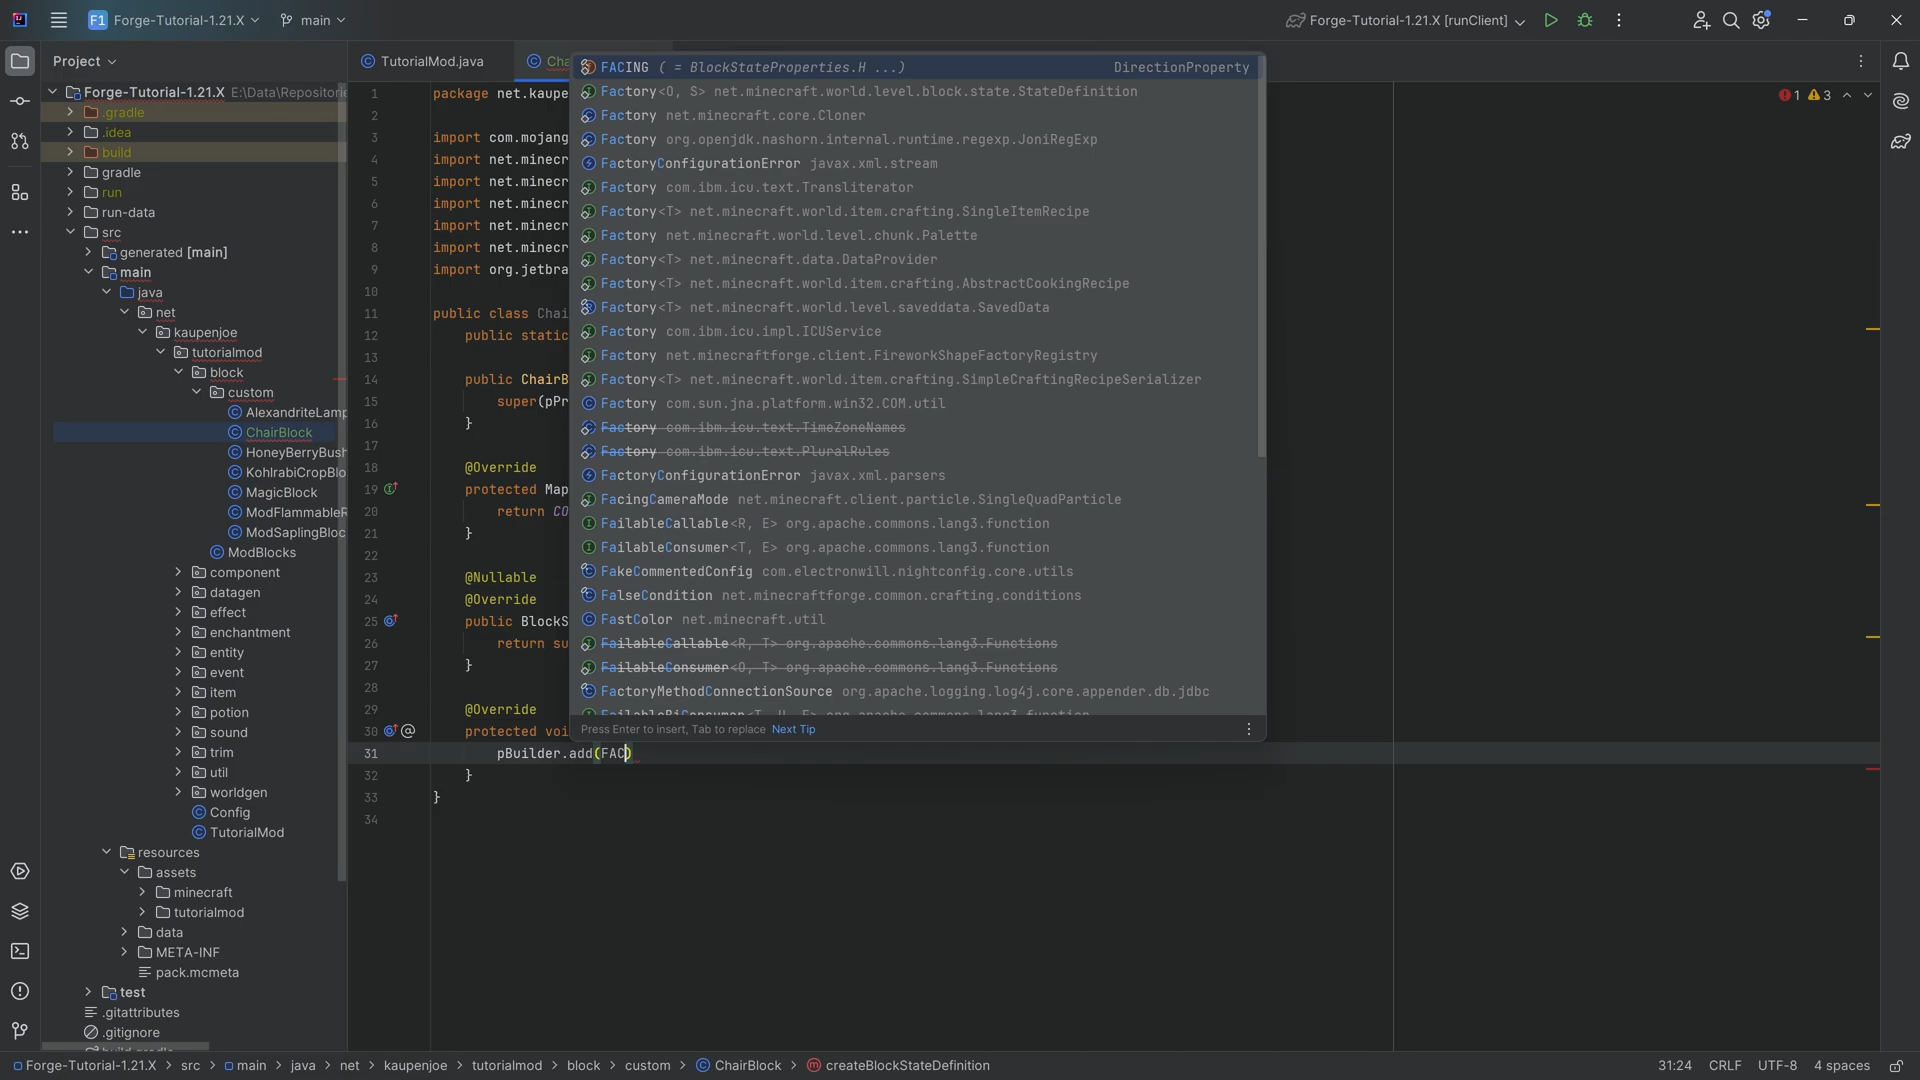 F1 Forge-Tutorial-1.21.X main Forge-Tutorial-1.21.X [runClient]
Project
TutorialMod.java
Cha
Forge-Tutorial-1.21.X E:\Data\Repositorie
.gradle
.idea
build
gradle
run
run-data
src
generated [main]
main
java
net
kaupenjoe
tutorialmod
block
custom
AlexandriteLamp
ChairBlock
HoneyBerryBush
KohlrabiCropBlo
MagicBlock
ModFlammableR
ModSaplingBloc
ModBlocks
component
datagen
effect
enchantment
entity
event
item
potion
sound
trim
util
worldgen
Config
TutorialMod
resources
assets
minecraft
tutorialmod
data
META-INF
pack.mcmeta
test
.gitattributes
.gitignore
1 package net.kaupe
2
3 import com.mojang
4 import net.minecr
5 import net.minecr
6 import net.minecr
7 import net.minecr
8 import net.minecr
9 import org.jetbra
10
11 public class Chai
12 public static
13
14 public ChairB
15 super(pPr
16 }
17
18 @Override
19 protected Map
20 return CO
21 }
22
23 @Nullable
24 @Override
25 public BlockS
26 return su
27 }
28
29 @Override
30 protected voi
31 pBuilder.add(FAC)
32 }
33 }
34
1 3
FACING ( = BlockStateProperties.H ...) DirectionProperty
Factory<O, S> net.minecraft.world.level.block.state.StateDefinition
Factory net.minecraft.core.Cloner
Factory org.openjdk.nashorn.internal.runtime.regexp.JoniRegExp
FactoryConfigurationError javax.xml.stream
Factory com.ibm.icu.text.Transliterator
Factory<T> net.minecraft.world.item.crafting.SingleItemRecipe
Factory net.minecraft.world.level.chunk.Palette
Factory<T> net.minecraft.data.DataProvider
Factory<T> net.minecraft.world.item.crafting.AbstractCookingRecipe
Factory<T> net.minecraft.world.level.saveddata.SavedData
Factory com.ibm.icu.impl.ICUService
Factory net.minecraftforge.client.FireworkShapeFactoryRegistry
Factory<T> net.minecraft.world.item.crafting.SimpleCraftingRecipeSerializer
Factory com.sun.jna.platform.win32.COM.util
Factory com.ibm.icu.text.TimeZoneNames
Factory com.ibm.icu.text.PluralRules
FactoryConfigurationError javax.xml.parsers
FacingCameraMode net.minecraft.client.particle.SingleQuadParticle
FailableCallable<R, E> org.apache.commons.lang3.function
FailableConsumer<T, E> org.apache.commons.lang3.function
FakeCommentedConfig com.electronwill.nightconfig.core.utils
FalseCondition net.minecraftforge.common.crafting.conditions
FastColor net.minecraft.util
FailableCallable<R, T> org.apache.commons.lang3.Functions
FailableConsumer<O, T> org.apache.commons.lang3.Functions
FactoryMethodConnectionSource org.apache.logging.log4j.core.appender.db.jdbc
FailableBiConsumer<T, U, E> org.apache.commons.lang3.function
Press Enter to insert, Tab to replace Next Tip
Forge-Tutorial-1.21.X > src > main > java > net > kaupenjoe > tutorialmod > block > custom > ChairBlock > createBlockStateDefinition 31:24 CRLF UTF-8 4 spaces